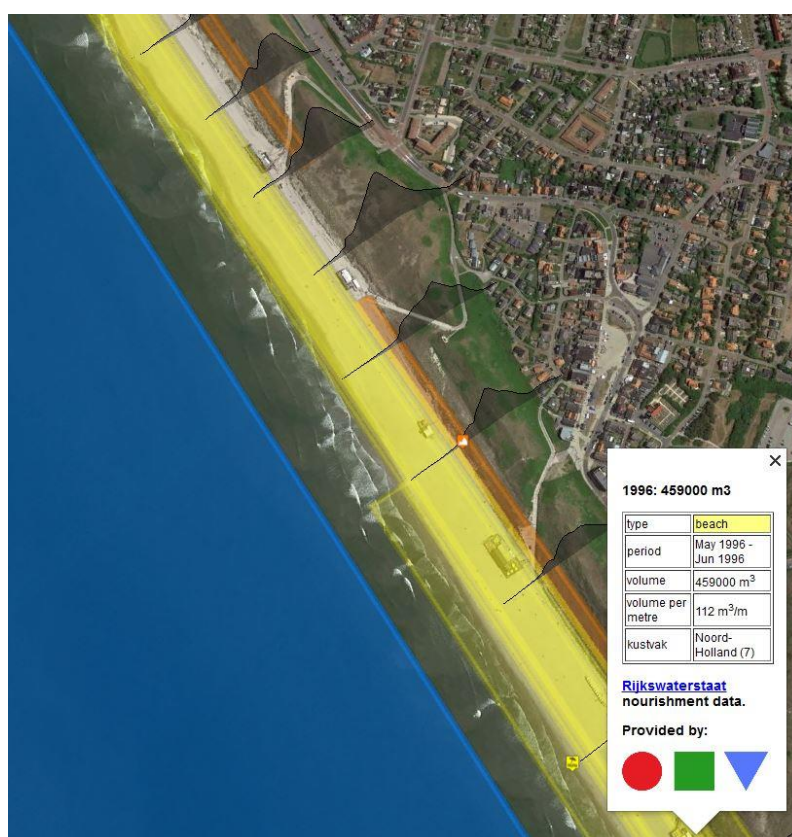 1996: 459000 m3
type beach
period May 1996 -
Jun 1996
volume 459000 m³
volume per
metre 112 m³/m
kustvak Noord-
Holland (7)
Rijkswaterstaat
nourishment data.
Provided by: